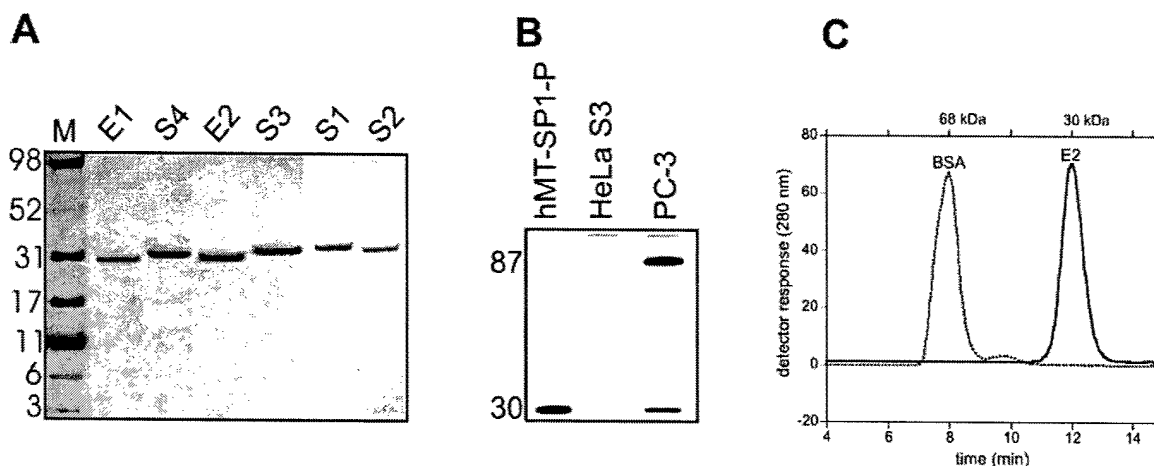 A
M E1 S4 E2 S3 S1 S2
98
52
31
17
11
6
3
B
hMT-SP1-P
HeLa S3
PC-3
87
30
C
68 kDa 30 kDa
BSA E2
80
60
40
20
0
-20
4 6 8 10 12 14
detector response (280 nm)
time (min)